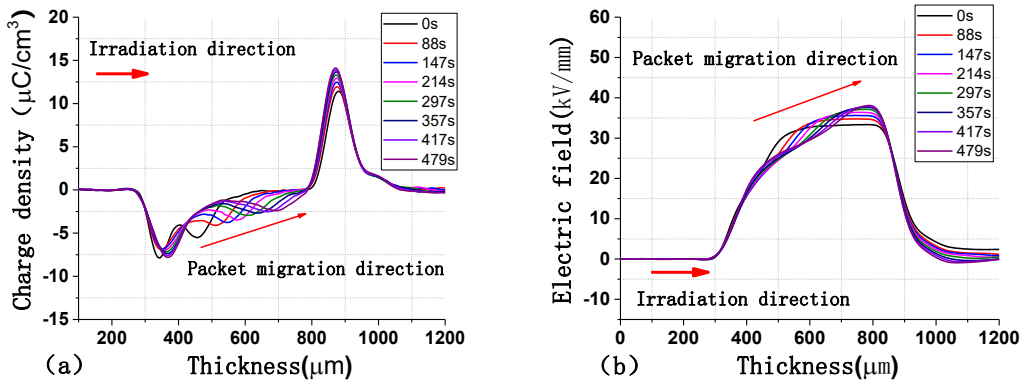 20
15
10
5
0
-5
-10
-15
200 400 600 800 1000 1200
Charge density (μC/cm³)
Thickness(μm)
Irradiation direction
Packet migration direction
0s
88s
147s
214s
297s
357s
417s
479s
(a)
60
50
40
30
20
10
0
-10
0 200 400 600 800 1000 1200
Electric field(kV/mm)
Thickness(μm)
Packet migration direction
Irradiation direction
0s
88s
147s
214s
297s
357s
417s
479s
(b)